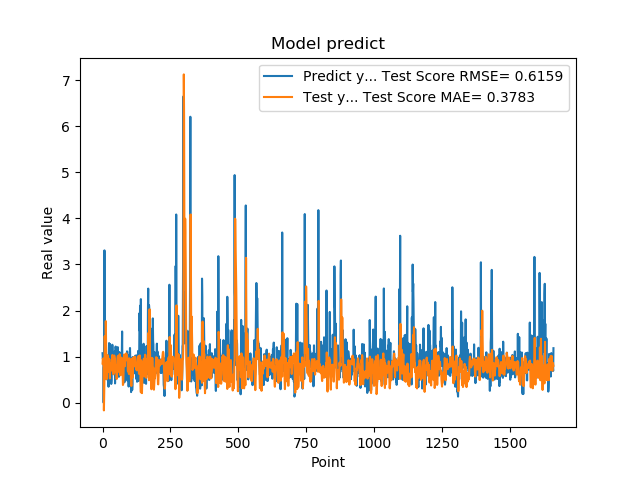 Model predict
Predict y... Test Score RMSE= 0.6159
Test y... Test Score MAE= 0.3783
Real value
7
6
5
4
3
2
1
0
0 250 500 750 1000 1250 1500
Point